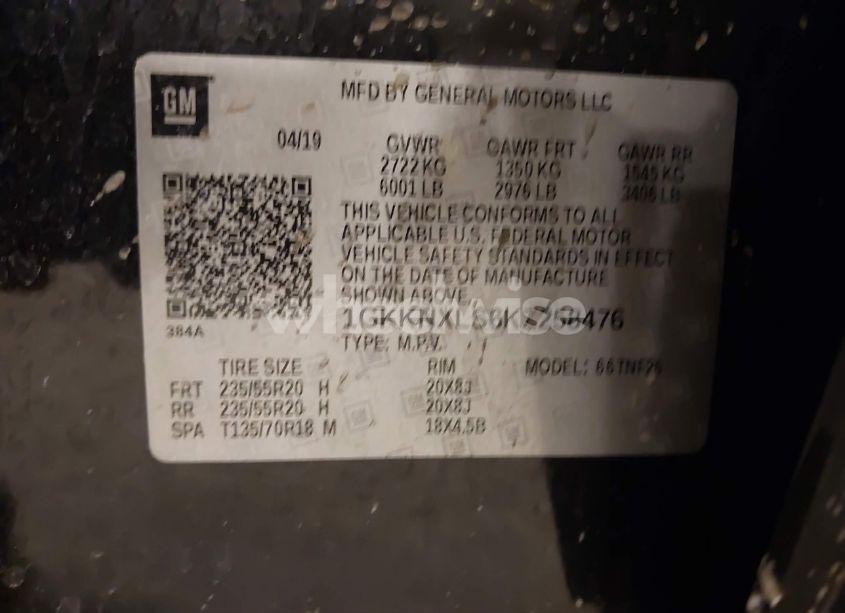 GM
MFD BY GENERAL MOTORS LLC
04/19 GVWR GAWR FRT GAWR RR
2722 KG 1350 KG 1545 KG
6001 LB 2976 LB 3406 LB
THIS VEHICLE CONFORMS TO ALL
APPLICABLE U.S. FEDERAL MOTOR
VEHICLE SAFETY STANDARDS IN EFFECT
ON THE DATE OF MANUFACTURE
SHOWN ABOVE.
384A
TYPE: M.P.V.
TIRE SIZE RIM MODEL:
FRT 235/55R20 H 20X8J
RR 235/55R20 H 20X8J
SPA T135/70R18 M 18X4.5B